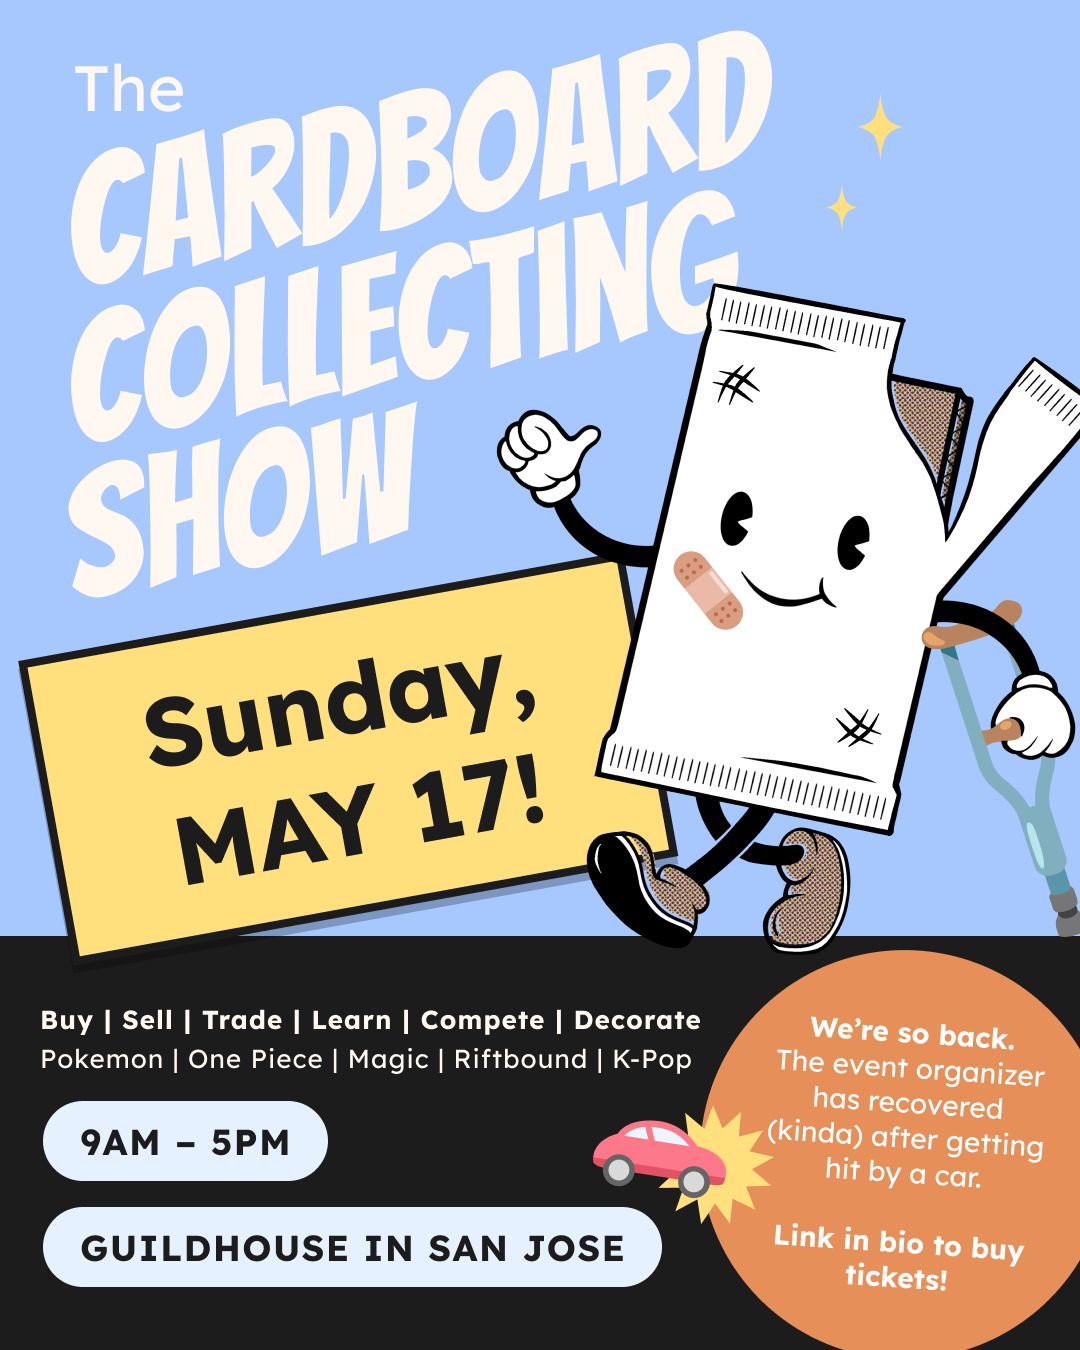 The
CARDBOARD
COLLECTING
SHOW
Sunday,
MAY 17!
Buy | Sell | Trade | Learn | Compete | Decorate
Pokemon | One Piece | Magic | Riftbound | K-Pop
9AM – 5PM
GUILDHOUSE IN SAN JOSE
We’re so back.
The event organizer
has recovered
(kinda) after getting
hit by a car.
Link in bio to buy
tickets!